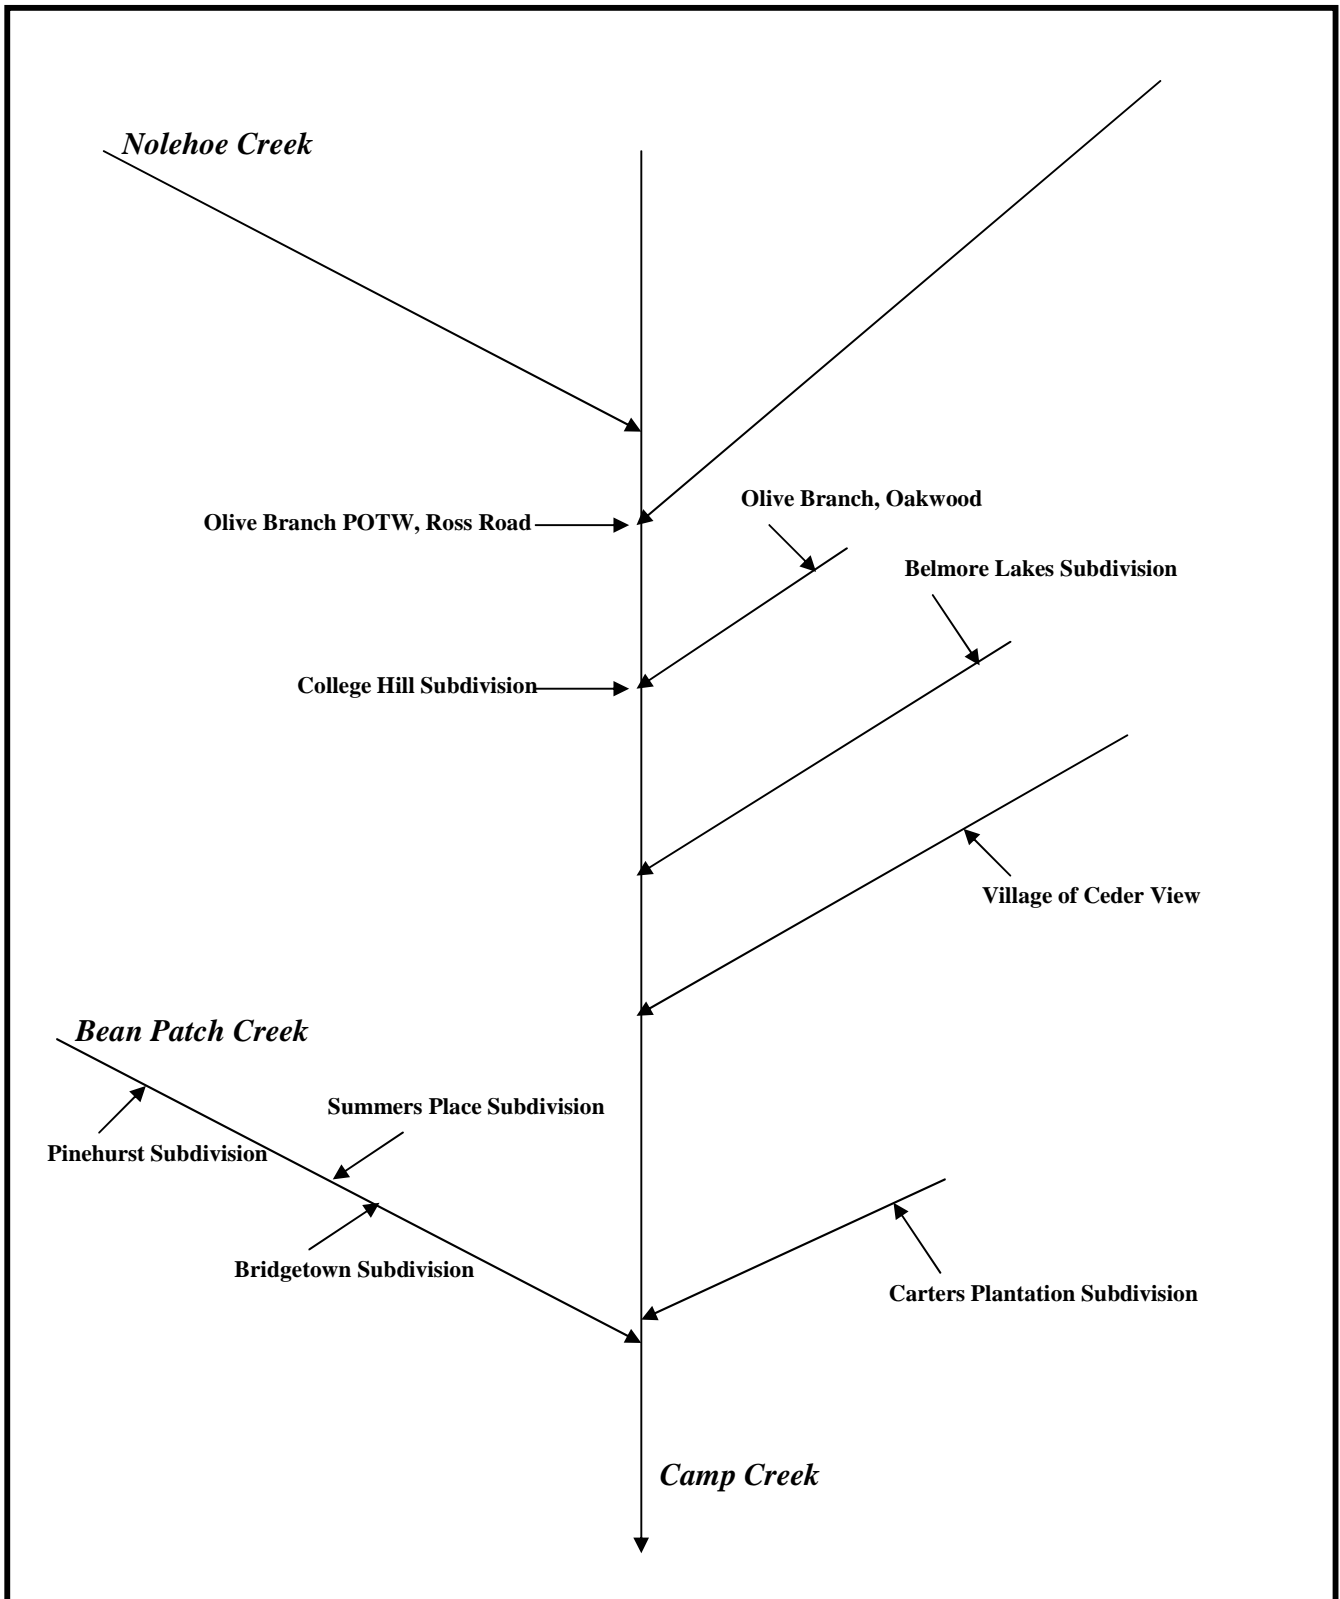 Nolehoe Creek
Olive Branch, Oakwood
Olive Branch POTW, Ross Road
Belmore Lakes Subdivision
College Hill Subdivision
Village of Ceder View
Bean Patch Creek
Summers Place Subdivision
Pinehurst Subdivision
Bridgetown Subdivision
Carters Plantation Subdivision
Camp Creek